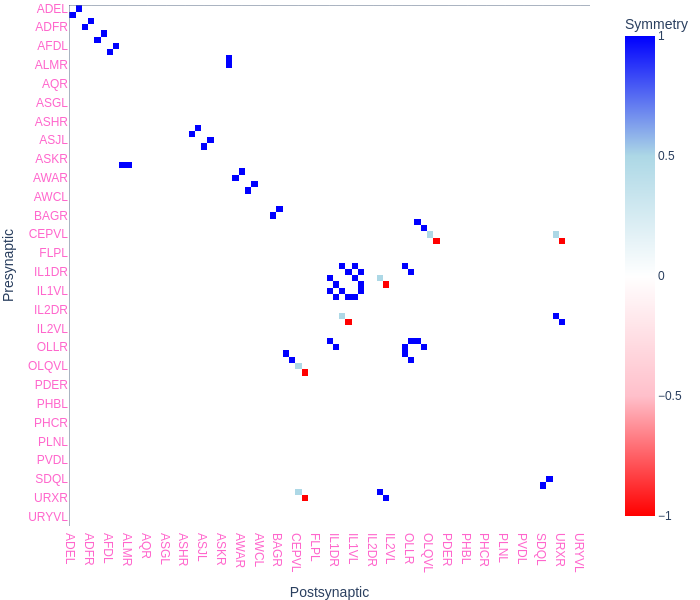 Symmetry
1
0.5
0
−0.5
−1
Presynaptic
ADEL
ADFR
AFDL
ALMR
AQR
ASGL
ASHR
ASJL
ASKR
AWAR
AWCL
BAGR
CEPVL
FLPL
IL1DR
IL1VL
IL2DR
IL2VL
OLLR
OLQVL
PDER
PHBL
PHCR
PLNL
PVDL
SDQL
URXR
URYVL
ADEL
ADFR
AFDL
ALMR
AQR
ASGL
ASHR
ASJL
ASKR
AWAR
AWCL
BAGR
CEPVL
FLPL
IL1DR
IL1VL
IL2DR
IL2VL
OLLR
OLQVL
PDER
PHBL
PHCR
PLNL
PVDL
SDQL
URXR
URYVL
Postsynaptic